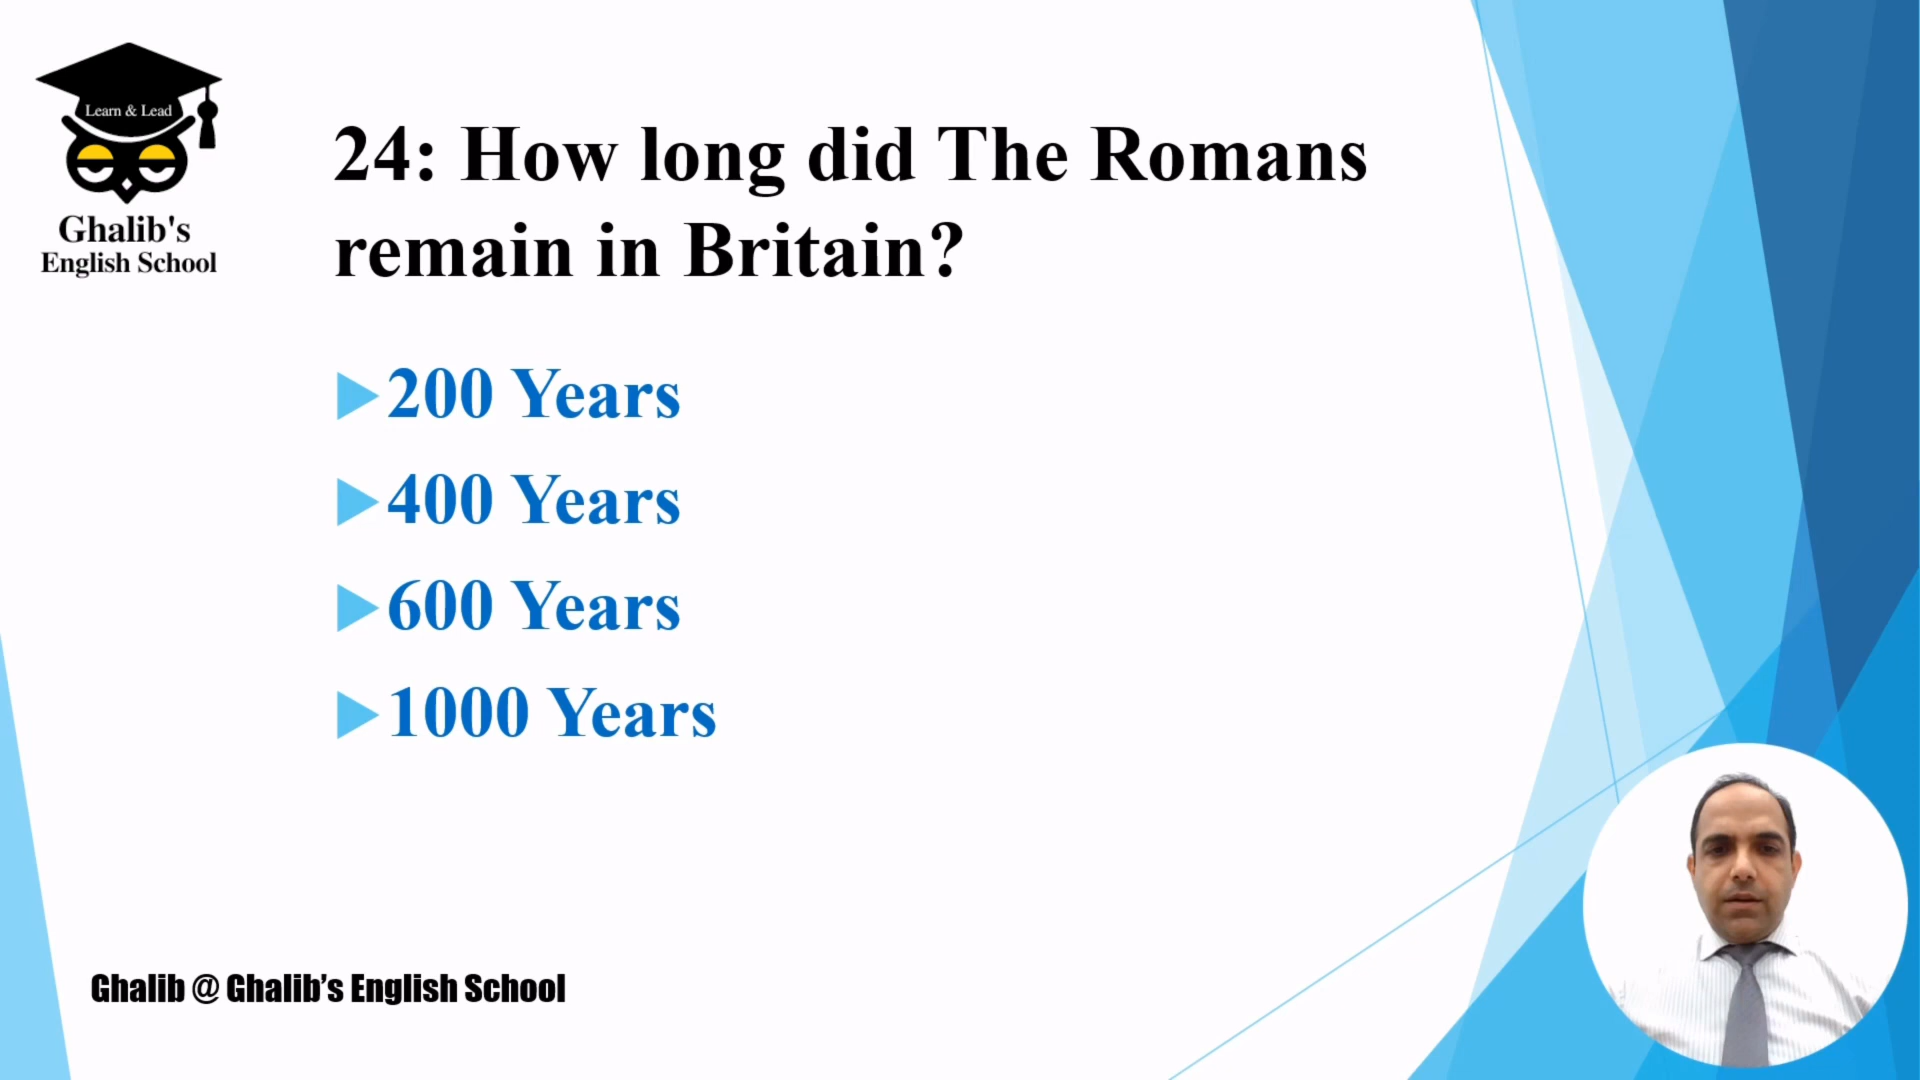 Learn & Lead
Ghalib's
English School
24: How long did The Romans
remain in Britain?
200 Years
400 Years
600 Years
1000 Years
Ghalib @ Ghalib’s English School